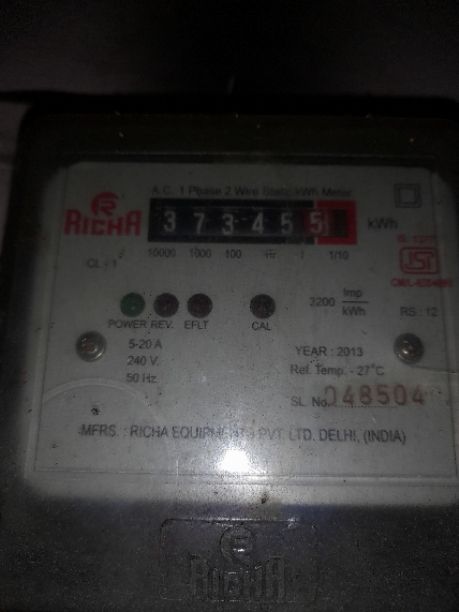 A.C. 1 Phase 2 Wire Static kWh Meter
RICHA
373455
kWh
10000 1000 100 1 1/10
CL - 1
ISI
3200 imp/kWh
RS : 12
POWER REV. EFLT CAL
5-20 A
240 V.
50 Hz.
YEAR : 2013
Ref. Temp. - 27°C
SL. No. 048504
MFRS. : RICHA EQUIPMENTS PVT. LTD. DELHI, (INDIA)
RICHA